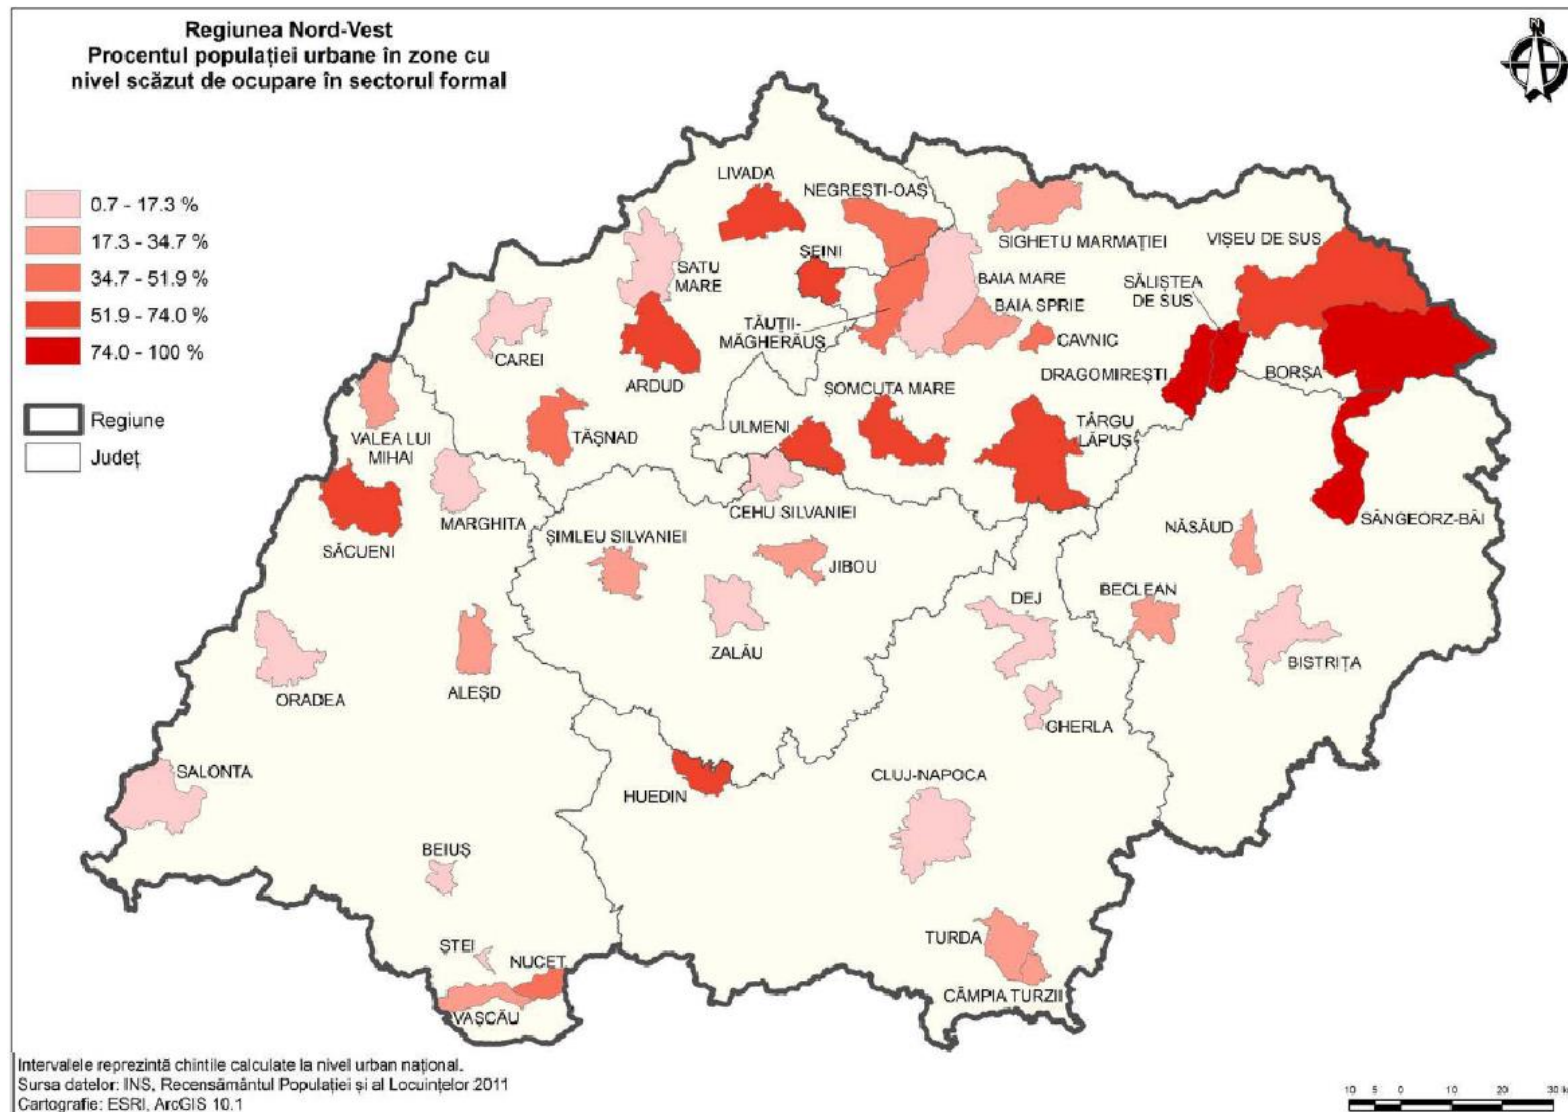 Regiunea Nord-Vest
Procentul populației urbane în zone cu
nivel scăzut de ocupare în sectorul formal
N
0.7 - 17.3 %
17.3 - 34.7 %
34.7 - 51.9 %
51.9 - 74.0 %
74.0 - 100 %
Regiune
Județ
LIVADA
NEGREȘTI-OAȘ
SIGHETU MARMAȚIEI
VIȘEU DE SUS
SEINI
SATU
MARE
BAIA MARE
SĂLIȘTEA
DE SUS
BAIA SPRIE
TĂUȚII-
MĂGHERĂUȘ
CAVNIC
CAREI
ARDUD
DRAGOMIREȘTI
BORȘA
ȘOMCUTA MARE
TÂRGU
LĂPUȘ
ULMENI
VALEA LUI
MIHAI
TĂȘNAD
MARGHITA
CEHU SILVANIEI
SÂNGEORZ-BĂI
NĂSĂUD
SĂCUENI
ȘIMLEU SILVANIEI
JIBOU
BECLEAN
DEJ
ZALĂU
BISTRIȚA
ORADEA
ALEȘD
GHERLA
SALONTA
CLUJ-NAPOCA
HUEDIN
BEIUȘ
TURDA
ȘTEI
NUCET
CÂMPIA TURZII
VAȘCĂU
Intervalele reprezintă chintile calculate la nivel urban național.
Sursa datelor: INS, Recensământul Populației și al Locuințelor 2011
Cartografie: ESRI, ArcGIS 10.1
10 5 0 10 20 30